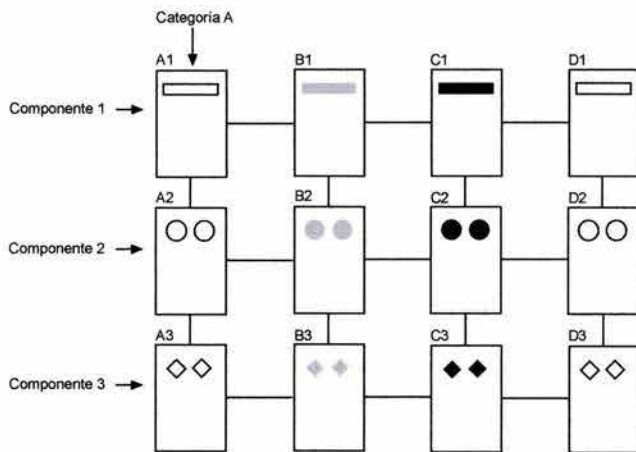 Categoria A
A1 B1 C1 D1
Componente 1
A2 B2 C2 D2
Componente 2
A3 B3 C3 D3
Componente 3